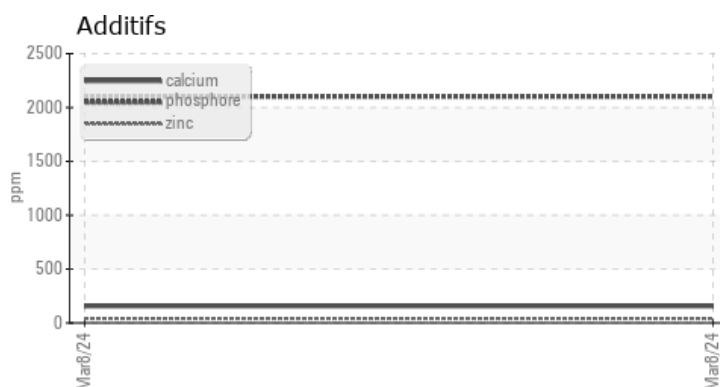 Additifs
2500
2000
1500
1000
500
0
ppm
calcium
phosphore
zinc
Mar8/24
Mar8/24